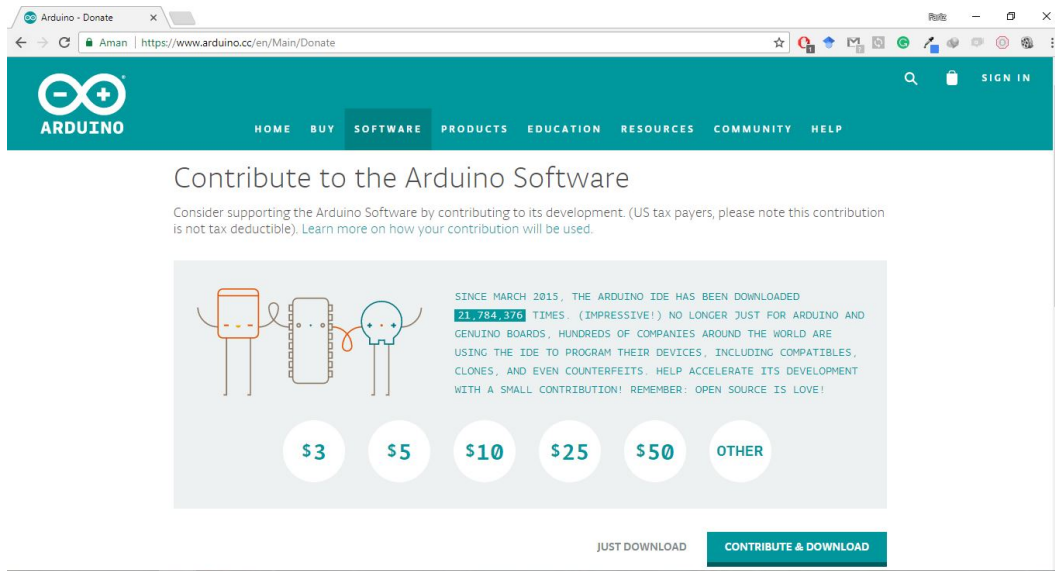 Arduino - Donate
Fariz
Aman https://www.arduino.cc/en/Main/Donate
ARDUINO
SIGN IN
HOME BUY SOFTWARE PRODUCTS EDUCATION RESOURCES COMMUNITY HELP
Contribute to the Arduino Software
Consider supporting the Arduino Software by contributing to its development. (US tax payers, please note this contribution
is not tax deductible). Learn more on how your contribution will be used.
SINCE MARCH 2015, THE ARDUINO IDE HAS BEEN DOWNLOADED
21,784,376 TIMES. (IMPRESSIVE!) NO LONGER JUST FOR ARDUINO AND
GENUINO BOARDS, HUNDREDS OF COMPANIES AROUND THE WORLD ARE
USING THE IDE TO PROGRAM THEIR DEVICES, INCLUDING COMPATIBLES,
CLONES, AND EVEN COUNTERFEITS. HELP ACCELERATE ITS DEVELOPMENT
WITH A SMALL CONTRIBUTION! REMEMBER: OPEN SOURCE IS LOVE!
$3 $5 $10 $25 $50 OTHER
JUST DOWNLOAD CONTRIBUTE & DOWNLOAD